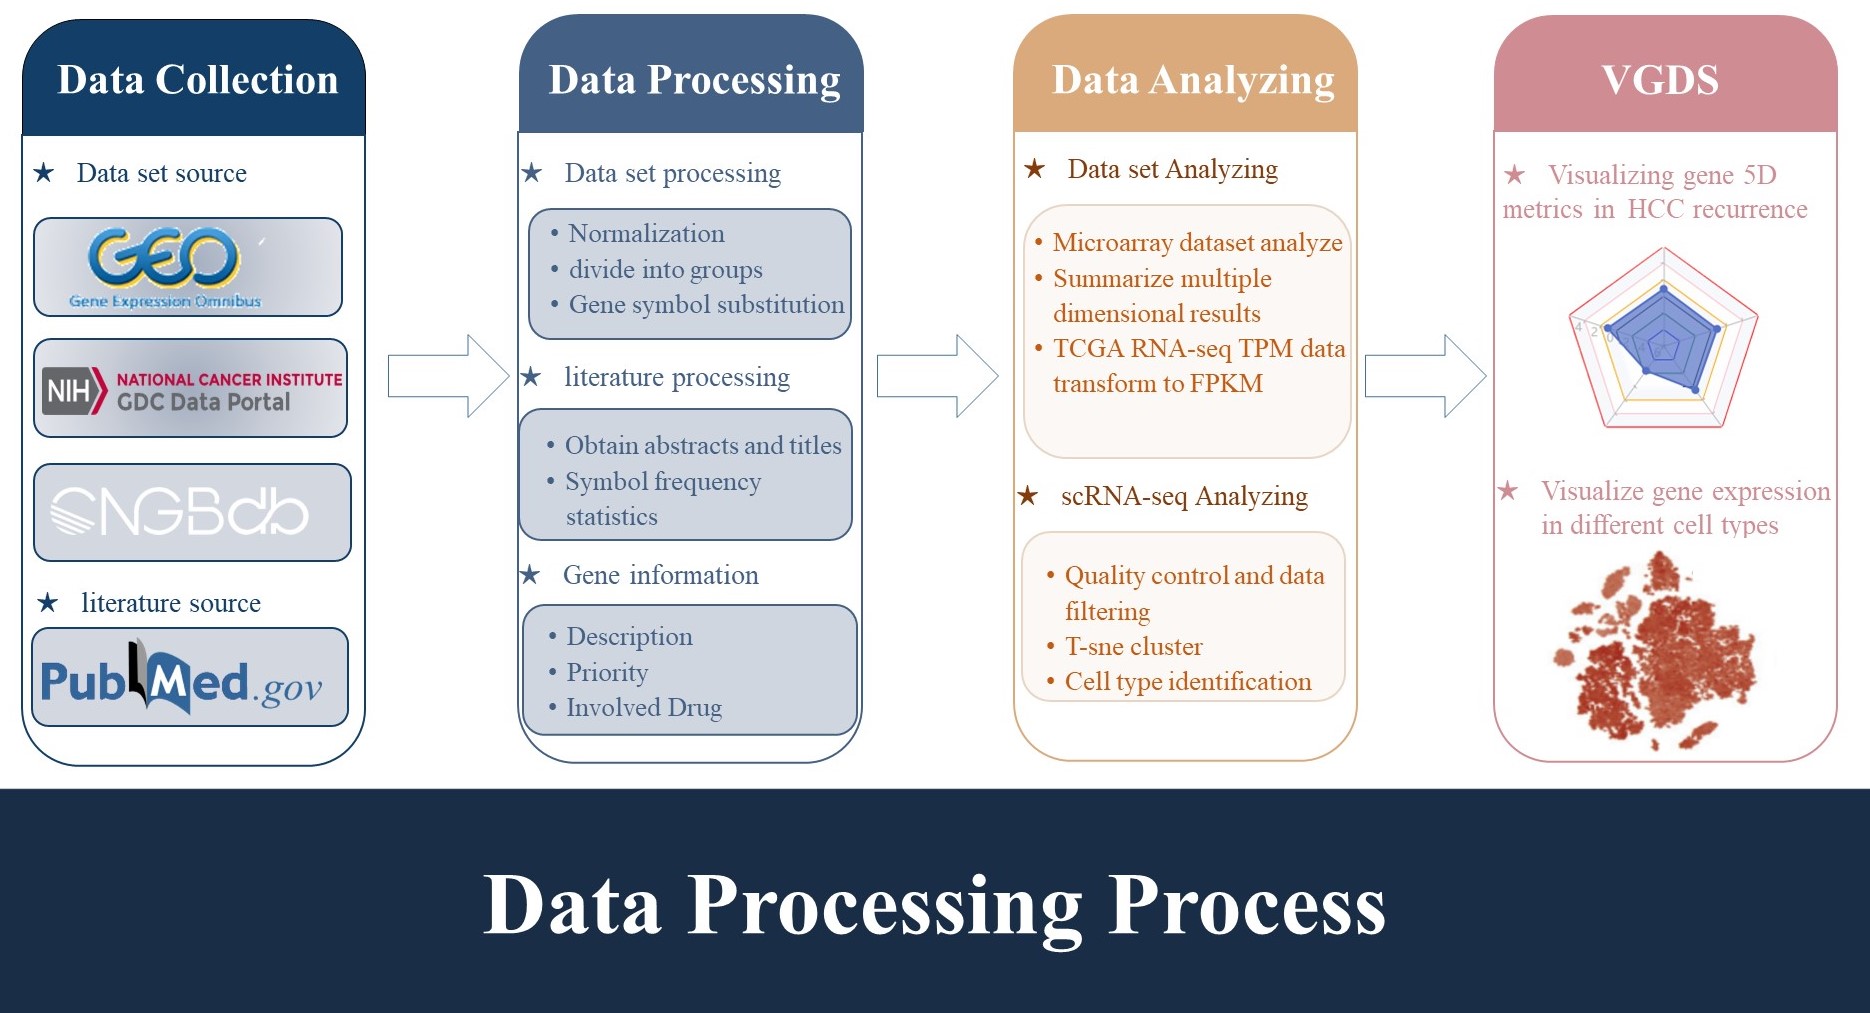 Data Collection
★ Data set source
GEO
Gene Expression Omnibus
NIH
NATIONAL CANCER INSTITUTE
GDC Data Portal
CNGBdb
★ literature source
PubMed.gov
Data Processing
★ Data set processing
• Normalization
• divide into groups
• Gene symbol substitution
★ literature processing
• Obtain abstracts and titles
• Symbol frequency
statistics
★ Gene information
• Description
• Priority
• Involved Drug
Data Analyzing
★ Data set Analyzing
• Microarray dataset analyze
• Summarize multiple
dimensional results
• TCGA RNA-seq TPM data
transform to FPKM
★ scRNA-seq Analyzing
• Quality control and data
filtering
• T-sne cluster
• Cell type identification
VGDS
★ Visualizing gene 5D
metrics in HCC recurrence
4 2 0
★ Visualize gene expression
in different cell types
Data Processing Process